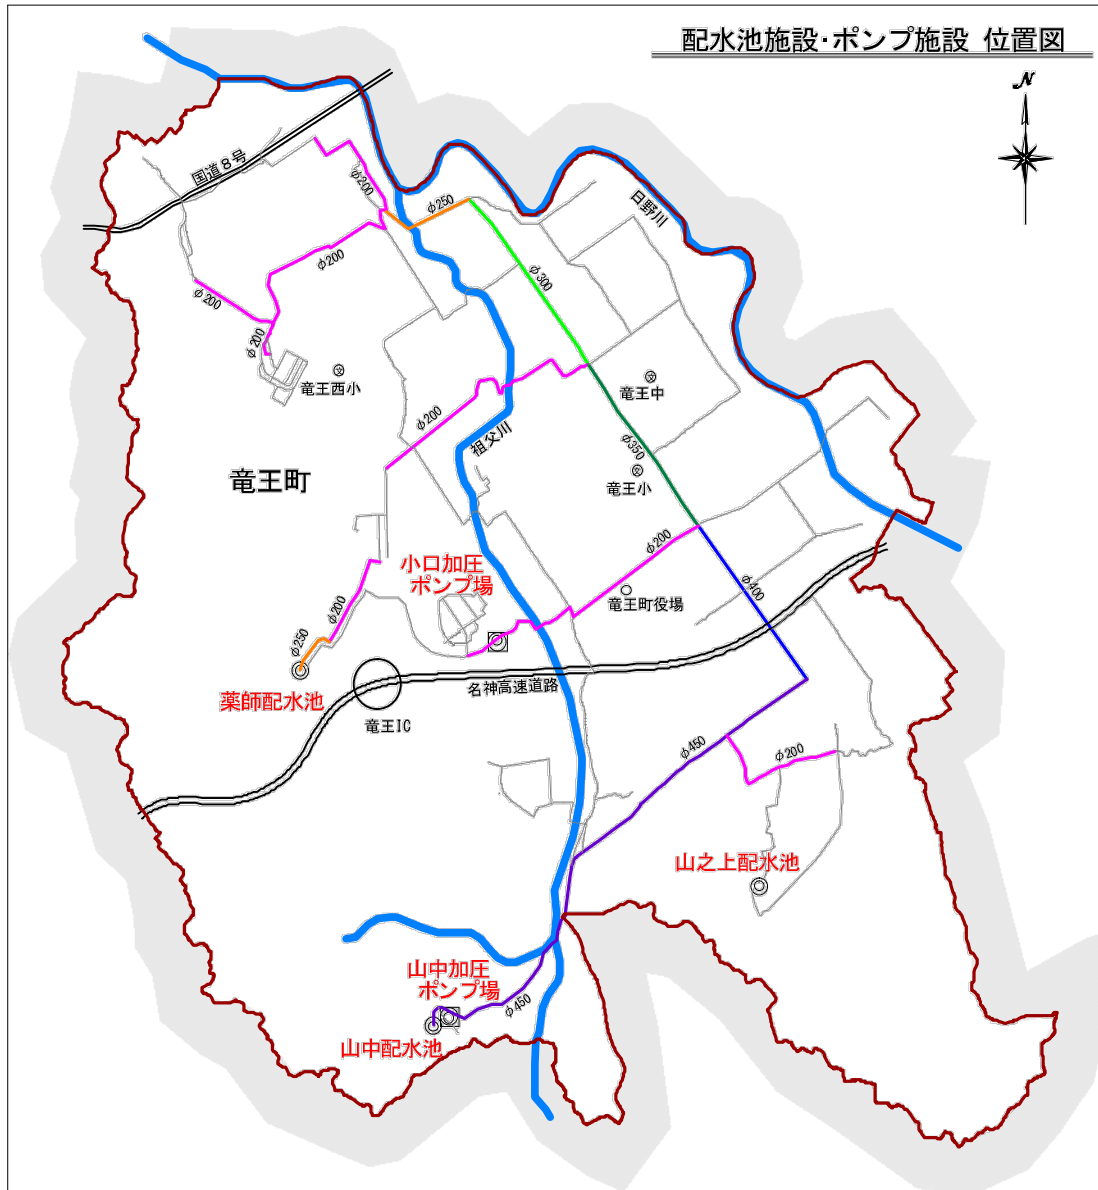 配水池施設･ポンプ施設 位置図
N
国道８号
φ200
φ250
日野川
φ200
φ300
φ200
φ200
竜王西小
竜王中
φ200
祖父川
φ350
竜王小
竜王町
φ200
小口加圧
ポンプ場
φ400
竜王町役場
φ200
φ250
薬師配水池
名神高速道路
竜王IC
φ450
φ200
山之上配水池
山中加圧
ポンプ場
φ450
山中配水池